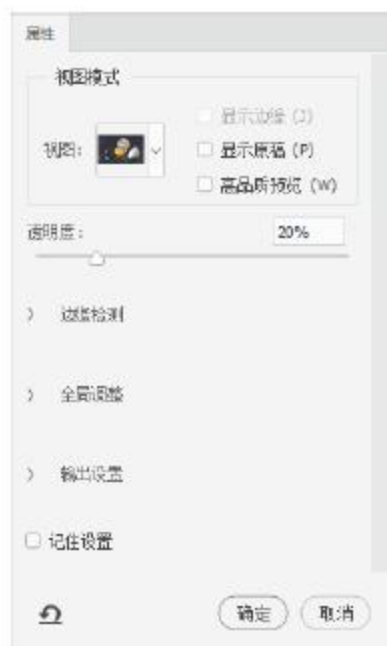 属性
视图模式
显示边缘 (J)
视图:
显示原稿 (P)
高品质预览 (W)
透明度:
20%
边缘检测
全局调整
输出设置
记住设置
确定
取消